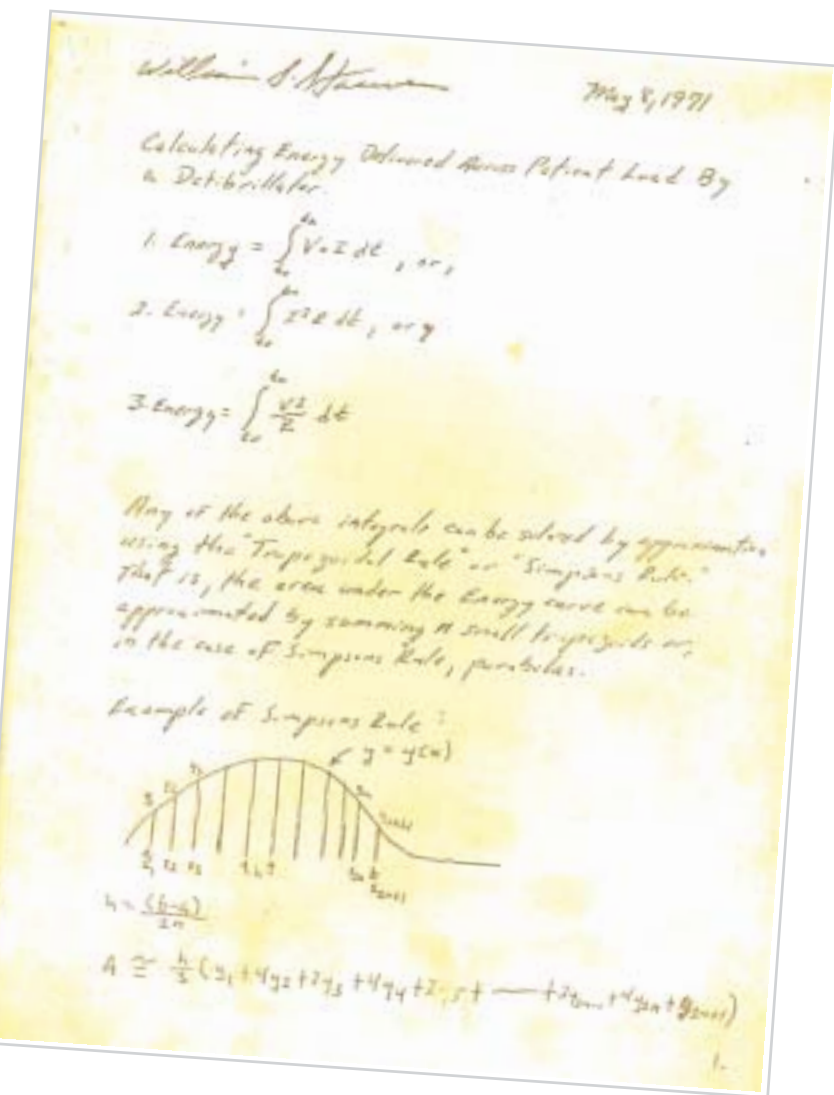 William S.
May 8, 1971
Calculating Energy Delivered Across Patient Load By
a Defibrillator.
1. Energy = ∫ V·I dt, or,
2. Energy = ∫ I²R dt, or
3. Energy = ∫ V²/R dt
Any of the above integrals can be solved by approximation
using the "Trapezoidal Rule" or "Simpsons Rule."
That is, the area under the Energy curve can be
approximated by summing n small trapezoids or,
in the case of Simpsons Rule, parabolas.
Example of Simpsons Rule:
y = y(x)
h = (b-a)/2n
A ≅ h/3 (y₁ + 4y₂ + 2y₃ + 4y₄ + 2 + — + + 4y₂ₙ + y₂ₙ₊₁)
1.